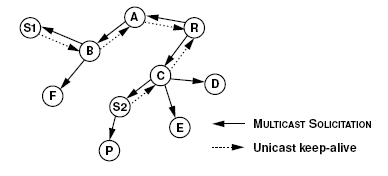 A
S1
R
B
C
D
F
S2
E
P
MULTICAST SOLICITATION
Unicast keep-alive